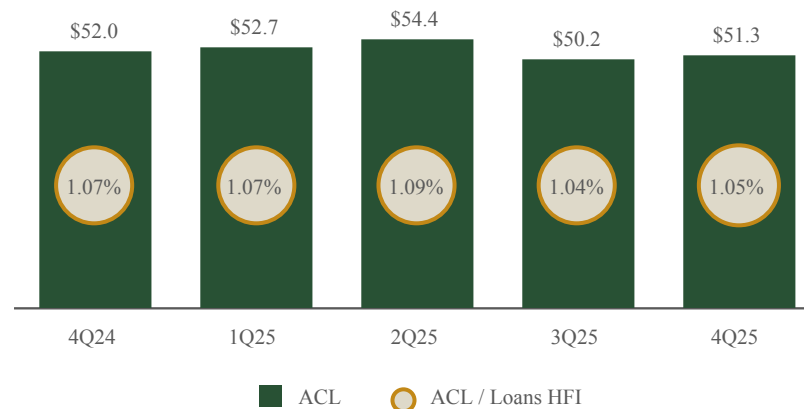 $52.0 $52.7 $54.4 $50.2 $51.3
1.07% 1.07% 1.09% 1.04% 1.05%
4Q24 1Q25 2Q25 3Q25 4Q25
ACL ACL / Loans HFI